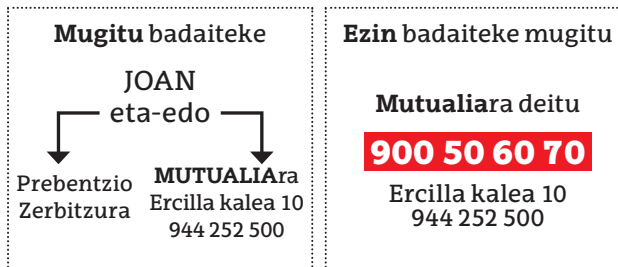 Mugitu badaiteke
JOAN
eta-edo
Prebentzio
Zerbitzura
MUTUALIAra
Ercilla kalea 10
944 252 500
Ezin badaiteke mugitu
Mutualiara deitu
900 50 60 70
Ercilla kalea 10
944 252 500